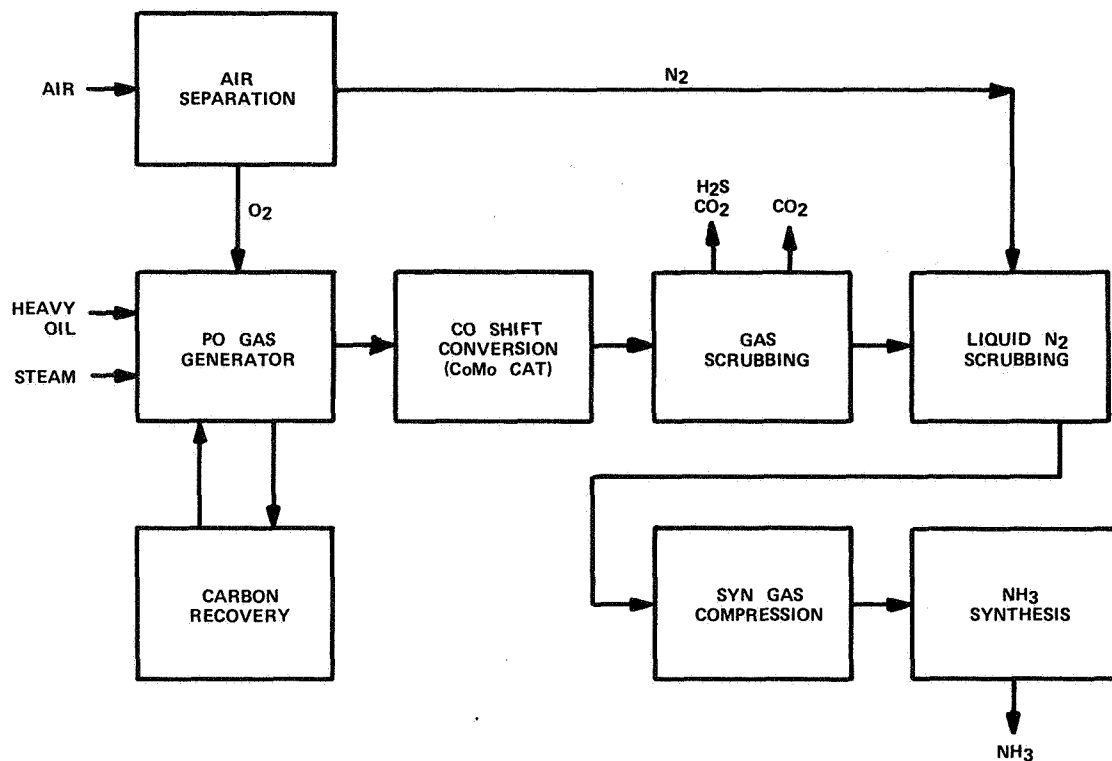 AIR
AIR
SEPARATION
N2
O2
H2S
CO2
CO2
HEAVY
OIL
STEAM
PO GAS
GENERATOR
CO SHIFT
CONVERSION
(CoMo CAT)
GAS
SCRUBBING
LIQUID N2
SCRUBBING
CARBON
RECOVERY
SYN GAS
COMPRESSION
NH3
SYNTHESIS
NH3